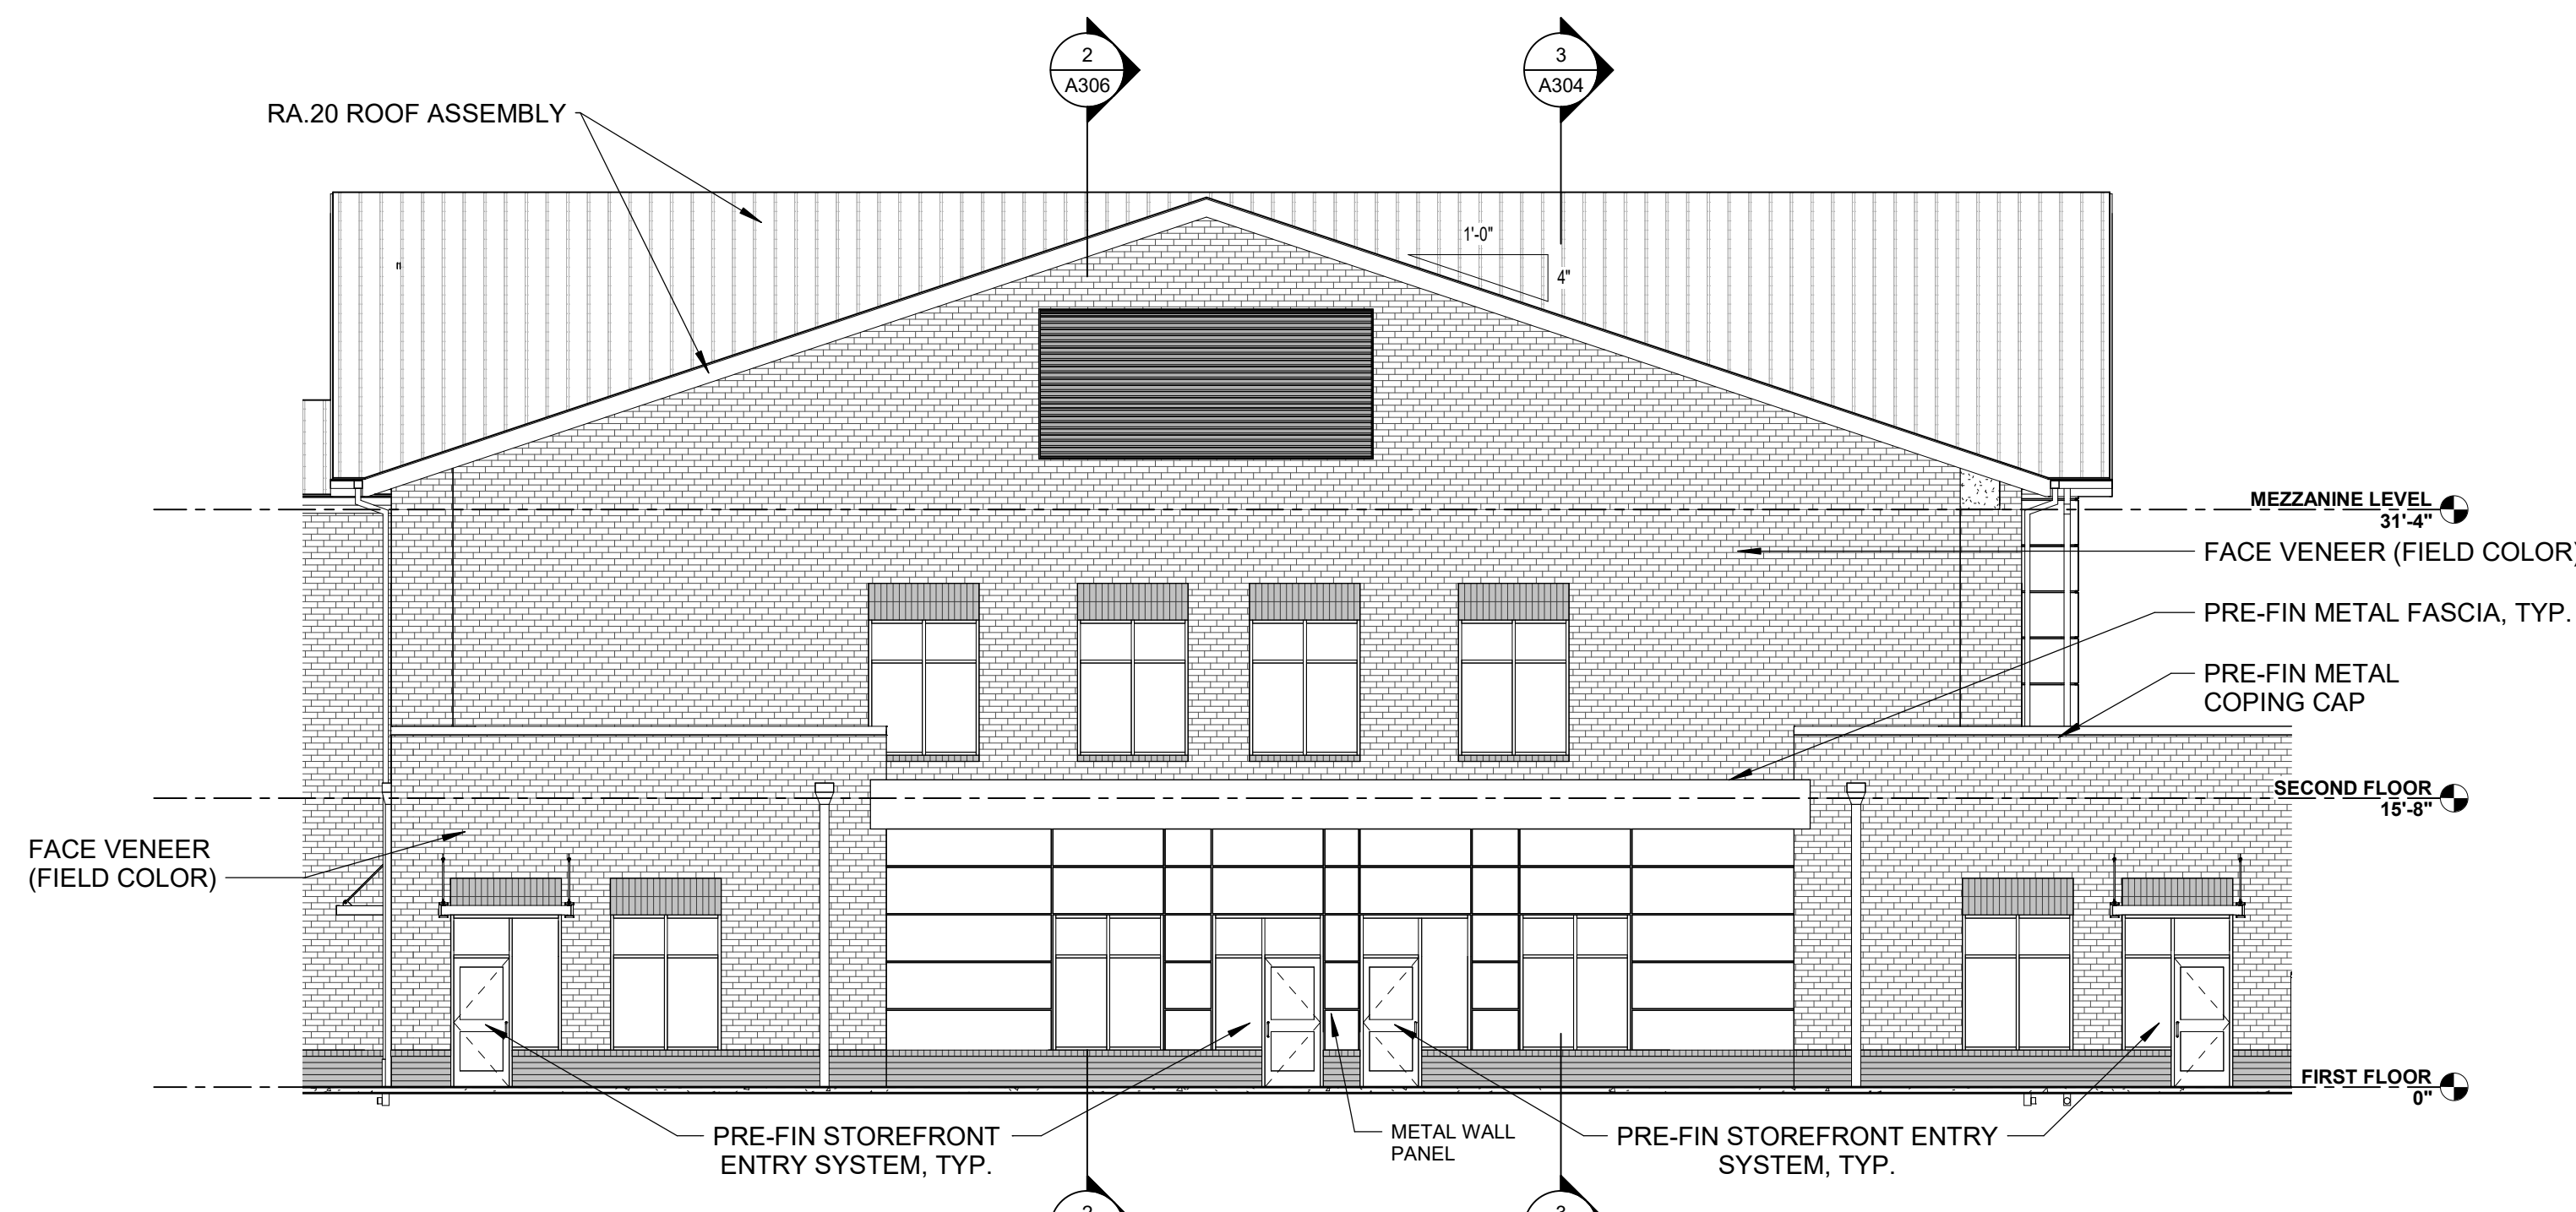 2
A306
3
A304
RA.20 ROOF ASSEMBLY
1'-0"
4"
MEZZANINE LEVEL
31'-4"
FACE VENEER (FIELD COLOR)
PRE-FIN METAL FASCIA, TYP.
PRE-FIN METAL
COPING CAP
SECOND FLOOR
15'-8"
FACE VENEER
(FIELD COLOR)
FIRST FLOOR
0"
PRE-FIN STOREFRONT
ENTRY SYSTEM, TYP.
METAL WALL
PANEL
PRE-FIN STOREFRONT ENTRY
SYSTEM, TYP.
2
3